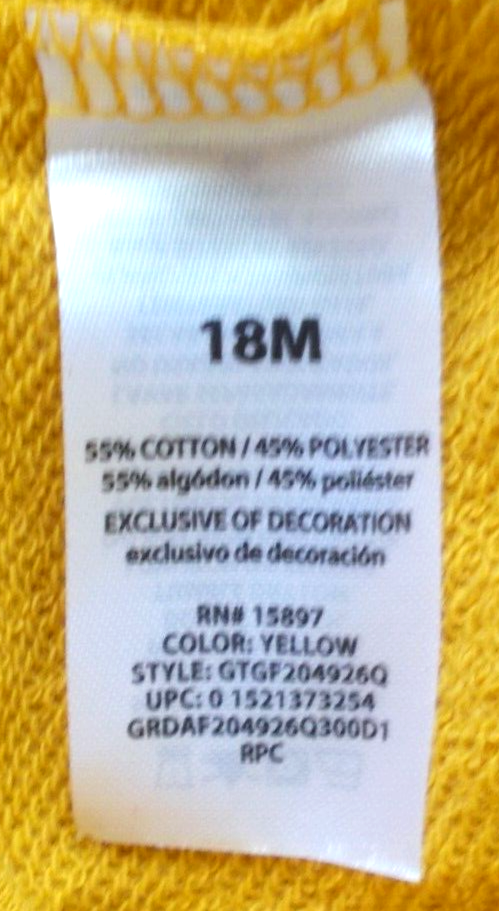 18M
55% COTTON / 45% POLYESTER
55% algódon / 45% poliéster
EXCLUSIVE OF DECORATION
exclusivo de decoración
RN# 15897
COLOR: YELLOW
STYLE: GTGF204926Q
UPC: 0 1521373254
GRDAF204926Q300D1
RPC